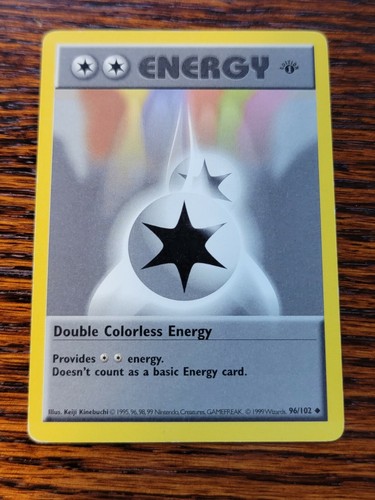 ENERGY
Double Colorless Energy
Provides energy.
Doesn't count as a basic Energy card.
Illus. Keiji Kinebuchi © 1995, 96, 98, 99 Nintendo, Creatures, GAMEFREAK. © 1999 Wizards. 96/102